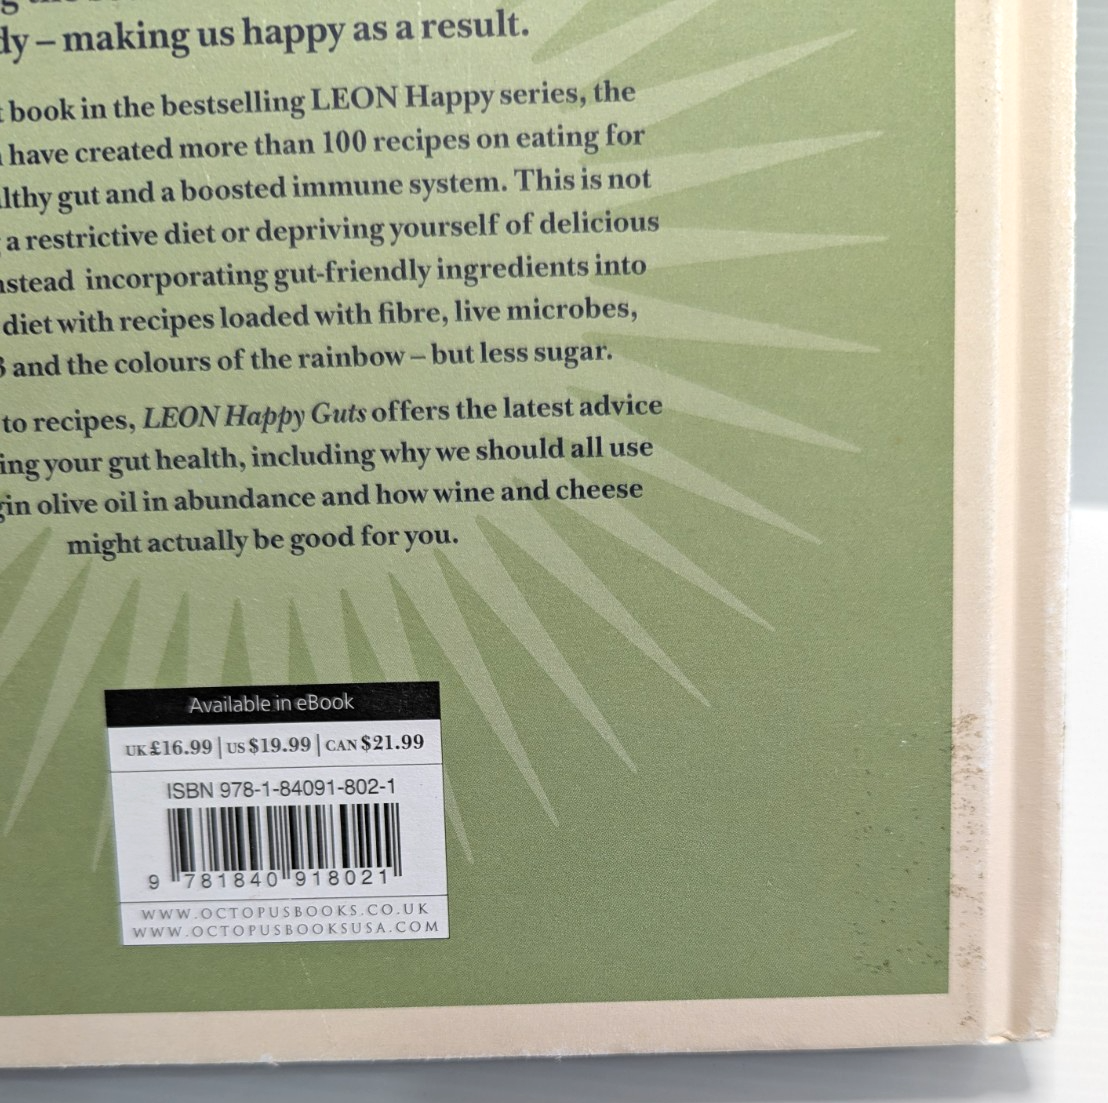 dy – making us happy as a result.
book in the bestselling LEON Happy series, the
have created more than 100 recipes on eating for
lthy gut and a boosted immune system. This is not
a restrictive diet or depriving yourself of delicious
nstead incorporating gut-friendly ingredients into
diet with recipes loaded with fibre, live microbes,
3 and the colours of the rainbow – but less sugar.
to recipes, LEON Happy Guts offers the latest advice
ing your gut health, including why we should all use
gin olive oil in abundance and how wine and cheese
might actually be good for you.
Available in eBook
UK £16.99 | US $19.99 | CAN $21.99
ISBN 978-1-84091-802-1
9 781840 918021
WWW.OCTOPUSBOOKS.CO.UK
WWW.OCTOPUSBOOKSUSA.COM